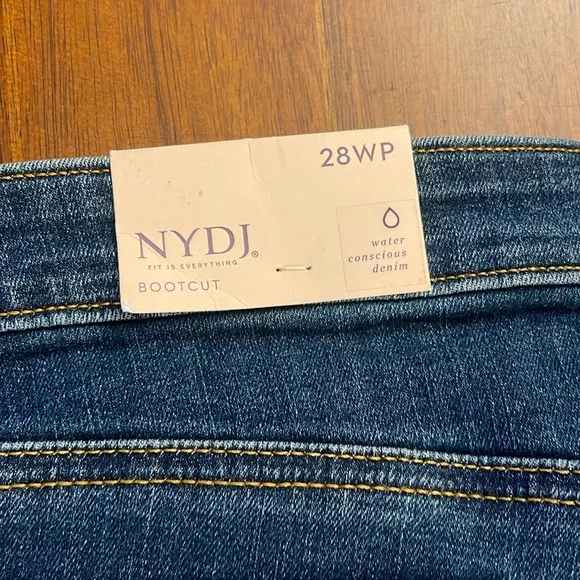 28WP
NYDJ®
FIT IS EVERYTHING
BOOTCUT
water
conscious
denim